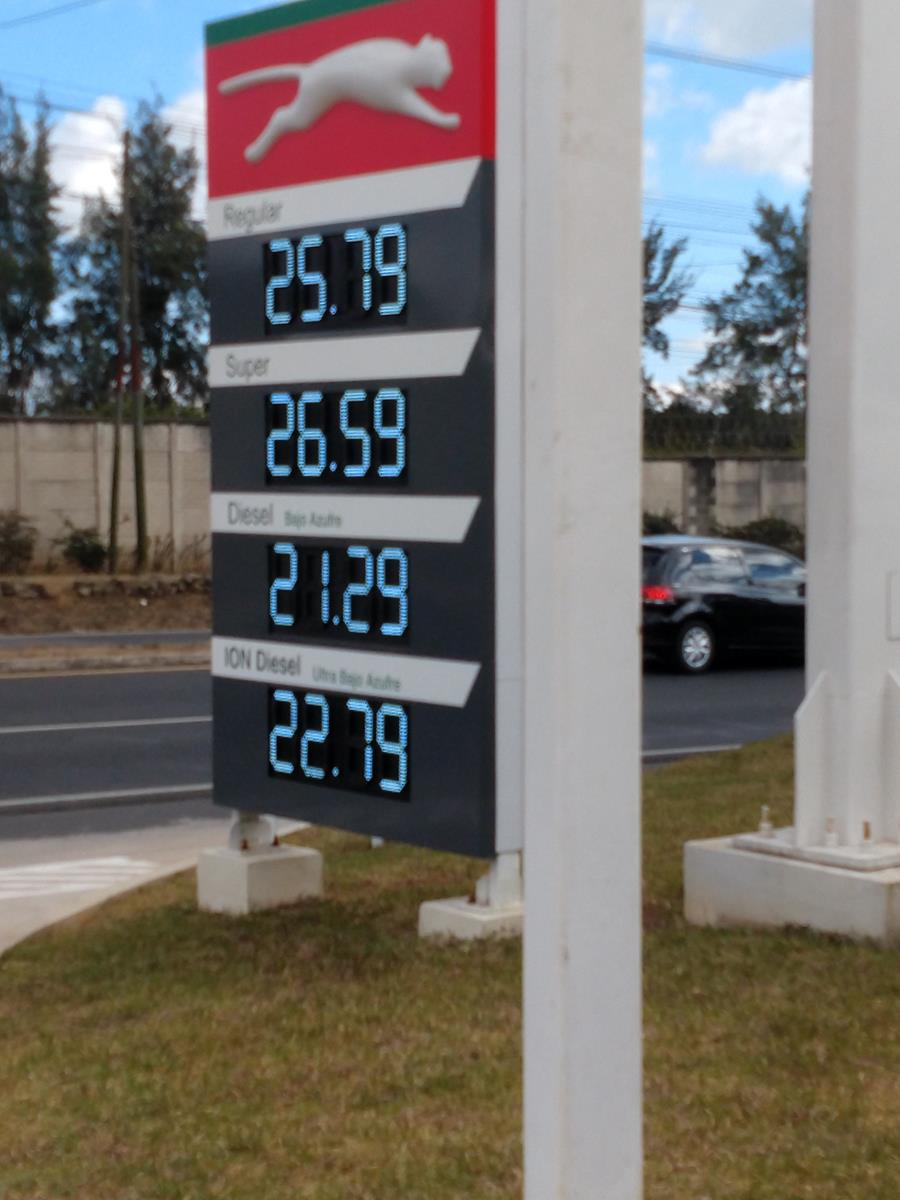 Regular
25.79
Super
26.59
Diesel Bajo Azufre
21.29
ION Diesel Ultra Bajo Azufre
22.79